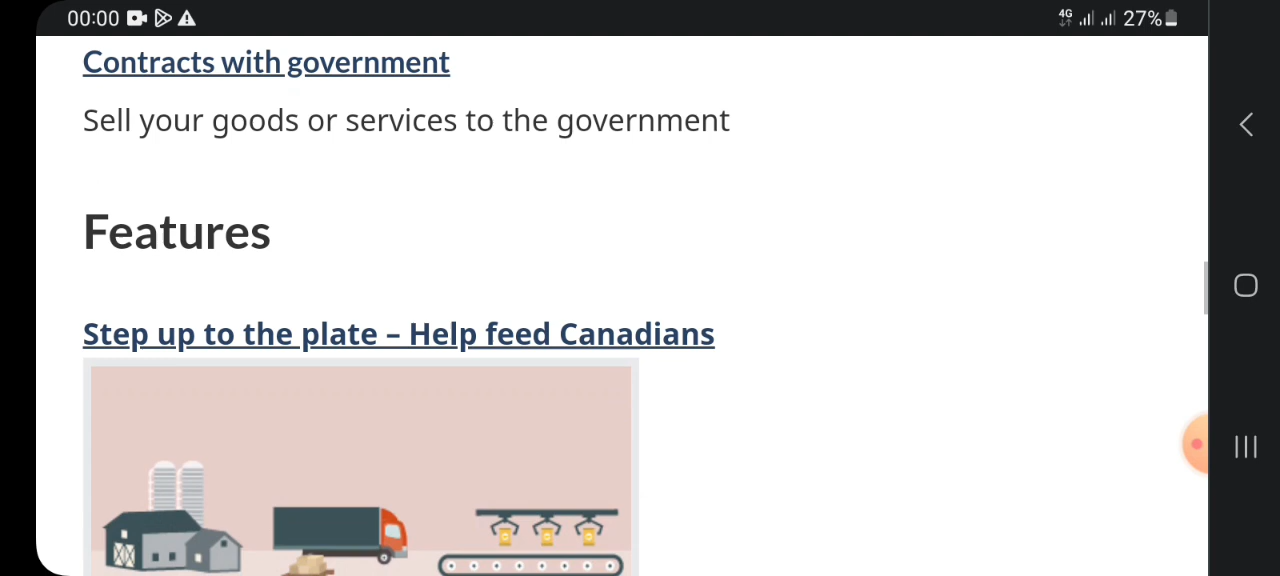 00:00
4G
27%
Contracts with government
Sell your goods or services to the government
Features
Step up to the plate – Help feed Canadians